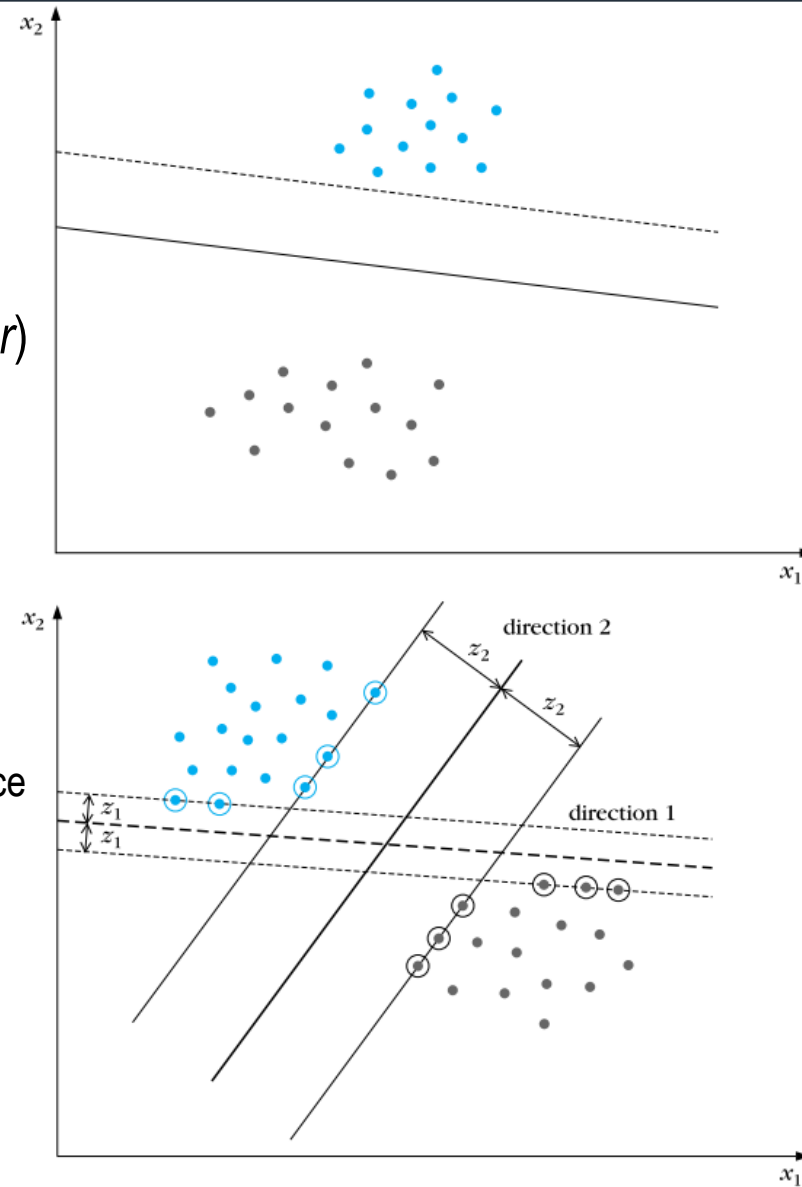 x₂
r)
x₁
x₂
direction 2
z₂
z₂
ce
direction 1
z₁
z₁
x₁